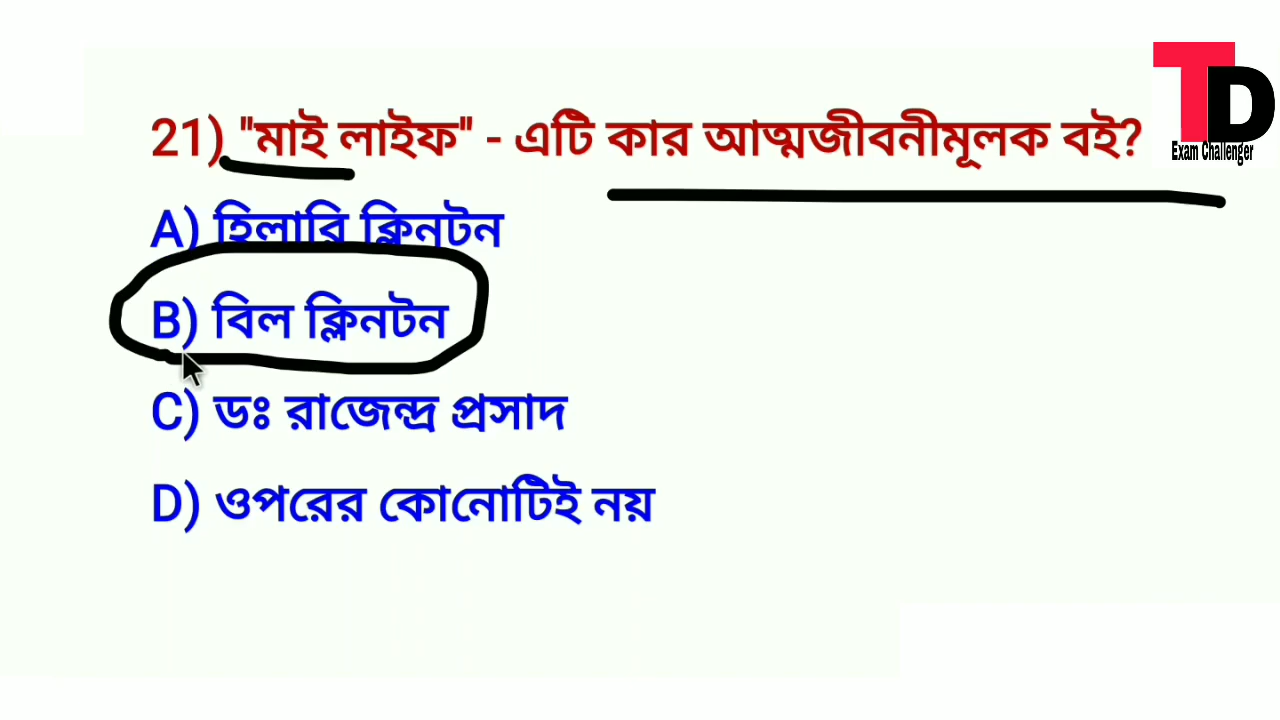 21) "মাই লাইফ" - এটি কার আত্মজীবনীমূলক বই?
A) হিলারি ক্লিনটন
B) বিল ক্লিনটন
C) ডঃ রাজেন্দ্র প্রসাদ
D) ওপরের কোনোটিই নয়
TD
Exam Challenger